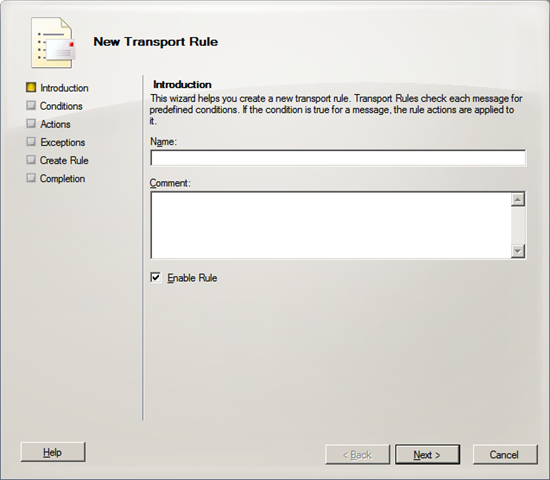 New Transport Rule
Introduction
Conditions
Actions
Exceptions
Create Rule
Completion
Introduction
This wizard helps you create a new transport rule. Transport Rules check each message for
predefined conditions. If the condition is true for a message, the rule actions are applied to
it.
Name:
Comment:
Enable Rule
Help
< Back
Next >
Cancel